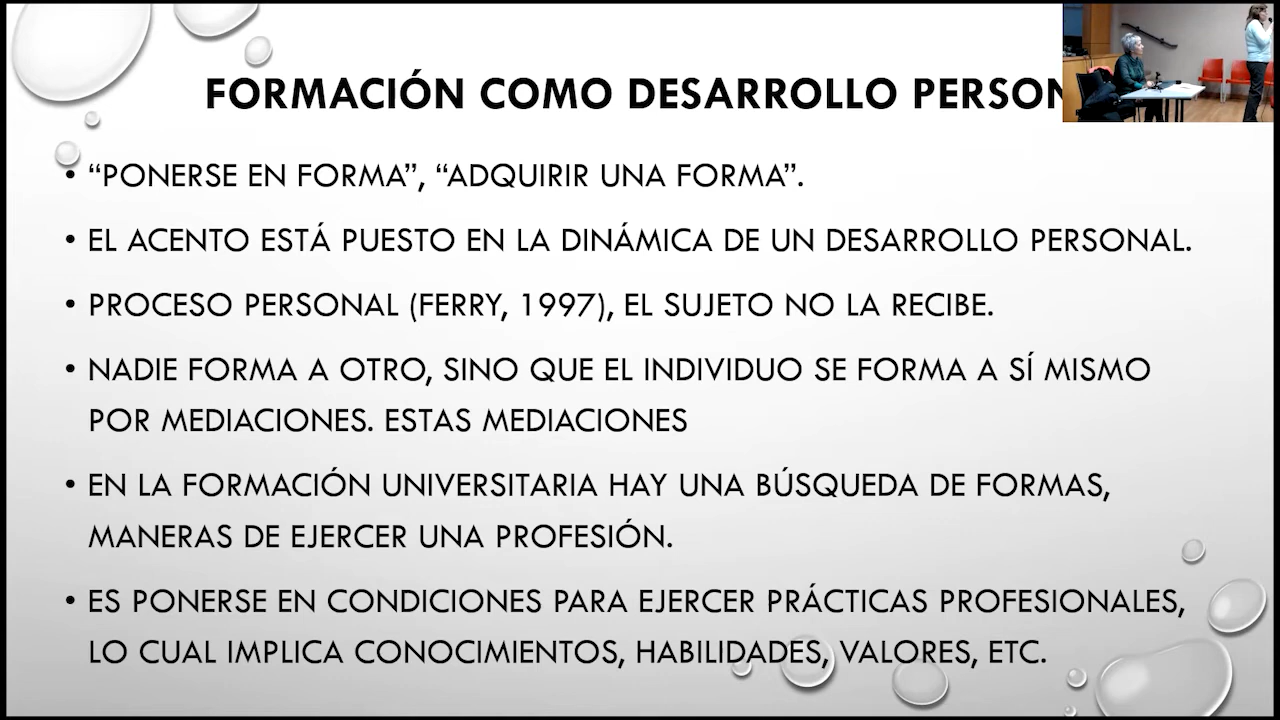 FORMACIÓN COMO DESARROLLO PERSON
• “PONERSE EN FORMA”, “ADQUIRIR UNA FORMA”.
• EL ACENTO ESTÁ PUESTO EN LA DINÁMICA DE UN DESARROLLO PERSONAL.
• PROCESO PERSONAL (FERRY, 1997), EL SUJETO NO LA RECIBE.
• NADIE FORMA A OTRO, SINO QUE EL INDIVIDUO SE FORMA A SÍ MISMO
POR MEDIACIONES. ESTAS MEDIACIONES
• EN LA FORMACIÓN UNIVERSITARIA HAY UNA BÚSQUEDA DE FORMAS,
MANERAS DE EJERCER UNA PROFESIÓN.
• ES PONERSE EN CONDICIONES PARA EJERCER PRÁCTICAS PROFESIONALES,
LO CUAL IMPLICA CONOCIMIENTOS, HABILIDADES, VALORES, ETC.